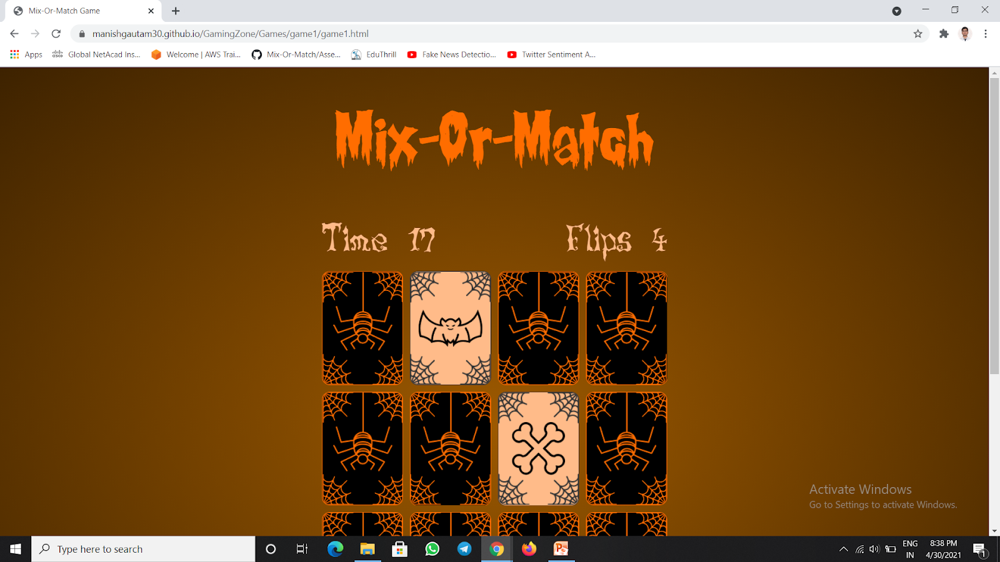 Mix-Or-Match Game
manishgautam30.github.io/GamingZone/Games/game1/game1.html
Apps
Global NetAcad Ins...
Welcome | AWS Trai...
Mix-Or-Match/Asse...
EduThrill
Fake News Detectio...
Twitter Sentiment A...
Mix-Or-Match
Time 17
Flips 4
Activate Windows
Go to Settings to activate Windows.
Type here to search
ENG
IN
8:38 PM
4/30/2021
1